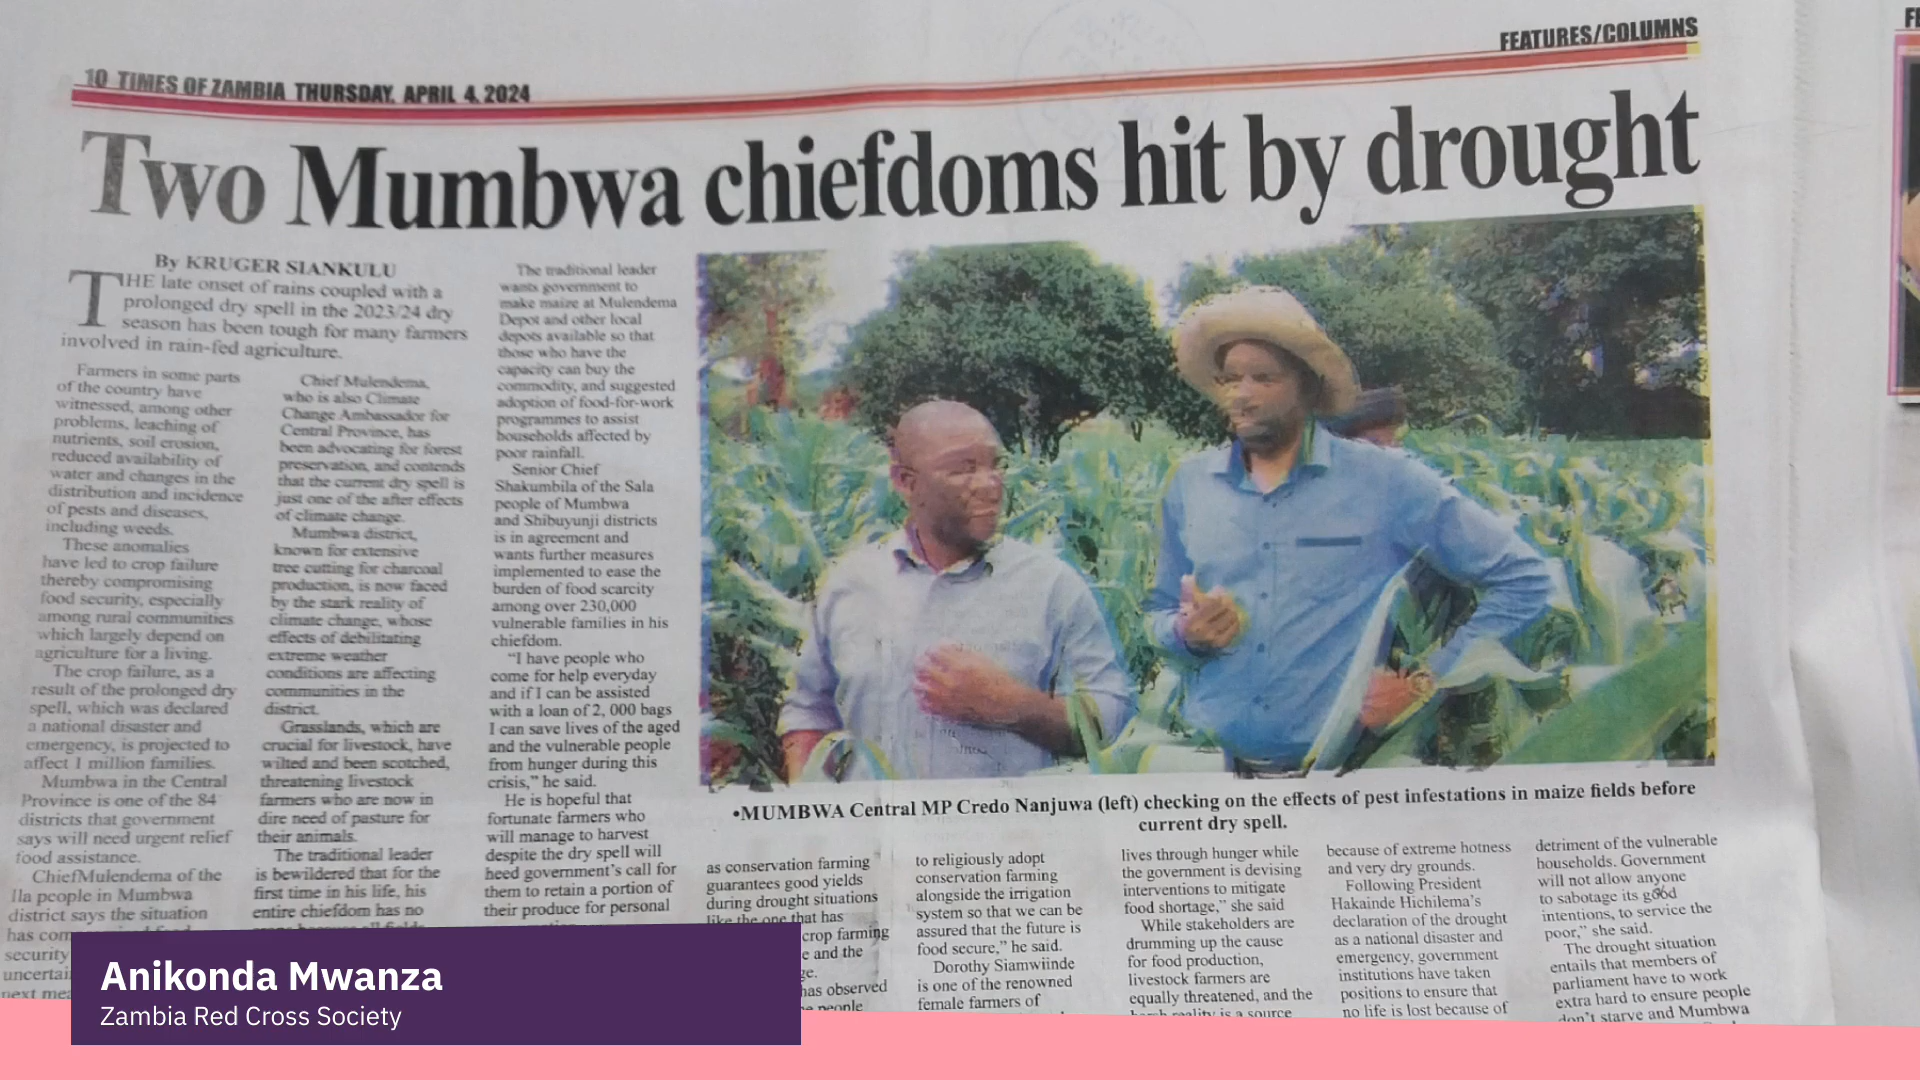 10 TIMES OF ZAMBIA THURSDAY, APRIL 4, 2024
FEATURES/COLUMNS
Two Mumbwa chiefdoms hit by drought
By KRUGER SIANKULU
THE late onset of rains coupled with a
prolonged dry spell in the 2023/24 dry
season has been tough for many farmers
involved in rain-fed agriculture.
Farmers in some parts
of the country have
witnessed, among other
problems, leaching of
nutrients, soil erosion,
reduced availability of
water and changes in the
distribution and incidence
of pests and diseases,
including weeds.
These anomalies
have led to crop failure
thereby compromising
food security, especially
among rural communities
which largely depend on
agriculture for a living.
The crop failure, as a
result of the prolonged dry
spell, which was declared
a national disaster and
emergency, is projected to
affect 1 million families.
Mumbwa in the Central
Province is one of the 84
districts that government
says will need urgent relief
food assistance.
ChiefMulendema of the
Ila people in Mumbwa
district says the situation
has
security
next
Chief Mulendema,
who is also Climate
Change Ambassador for
Central Province, has
been advocating for forest
preservation, and contends
that the current dry spell is
just one of the after effects
of climate change.
Mumbwa district,
known for extensive
tree cutting for charcoal
production, is now faced
by the stark reality of
climate change, whose
effects of debilitating
extreme weather
conditions are affecting
communities in the
district.
Grasslands, which are
crucial for livestock, have
wilted and been scotched,
threatening livestock
farmers who are now in
dire need of pasture for
their animals.
The traditional leader
is bewildered that for the
first time in his life, his
entire chiefdom has no
The traditional leader
wants government to
make maize at Mulendema
Depot and other local
depots available so that
those who have the
capacity can buy the
commodity, and suggested
adoption of food-for-work
programmes to assist
households affected by
poor rainfall.
Senior Chief
Shakumbila of the Sala
people of Mumbwa
and Shibuyunji districts
is in agreement and
wants further measures
implemented to ease the
burden of food scarcity
among over 230,000
vulnerable families in his
chiefdom.
“I have people who
come for help everyday
and if I can be assisted
with a loan of 2, 000 bags
I can save lives of the aged
and the vulnerable people
from hunger during this
crisis,” he said.
He is hopeful that
fortunate farmers who
will manage to harvest
despite the dry spell will
heed government’s call for
them to retain a portion of
their produce for personal
•MUMBWA Central MP Credo Nanjuwa (left) checking on the effects of pest infestations in maize fields before
current dry spell.
as conservation farming
guarantees good yields
during drought situations
like the one that has
crop farming
e and the
ge.
has observed
people
to religiously adopt
conservation farming
alongside the irrigation
system so that we can be
assured that the future is
food secure,” he said.
Dorothy Siamwiinde
is one of the renowned
female farmers of
lives through hunger while
the government is devising
interventions to mitigate
food shortage,” she said
While stakeholders are
drumming up the cause
for food production,
livestock farmers are
equally threatened, and the
harsh reality is a source
because of extreme hotness
and very dry grounds.
Following President
Hakainde Hichilema’s
declaration of the drought
as a national disaster and
emergency, government
institutions have taken
positions to ensure that
no life is lost because of
detriment of the vulnerable
households. Government
will not allow anyone
to sabotage its good
intentions, to service the
poor,” she said.
The drought situation
entails that members of
parliament have to work
extra hard to ensure people
don’t starve and Mumbwa
Anikonda Mwanza
Zambia Red Cross Society